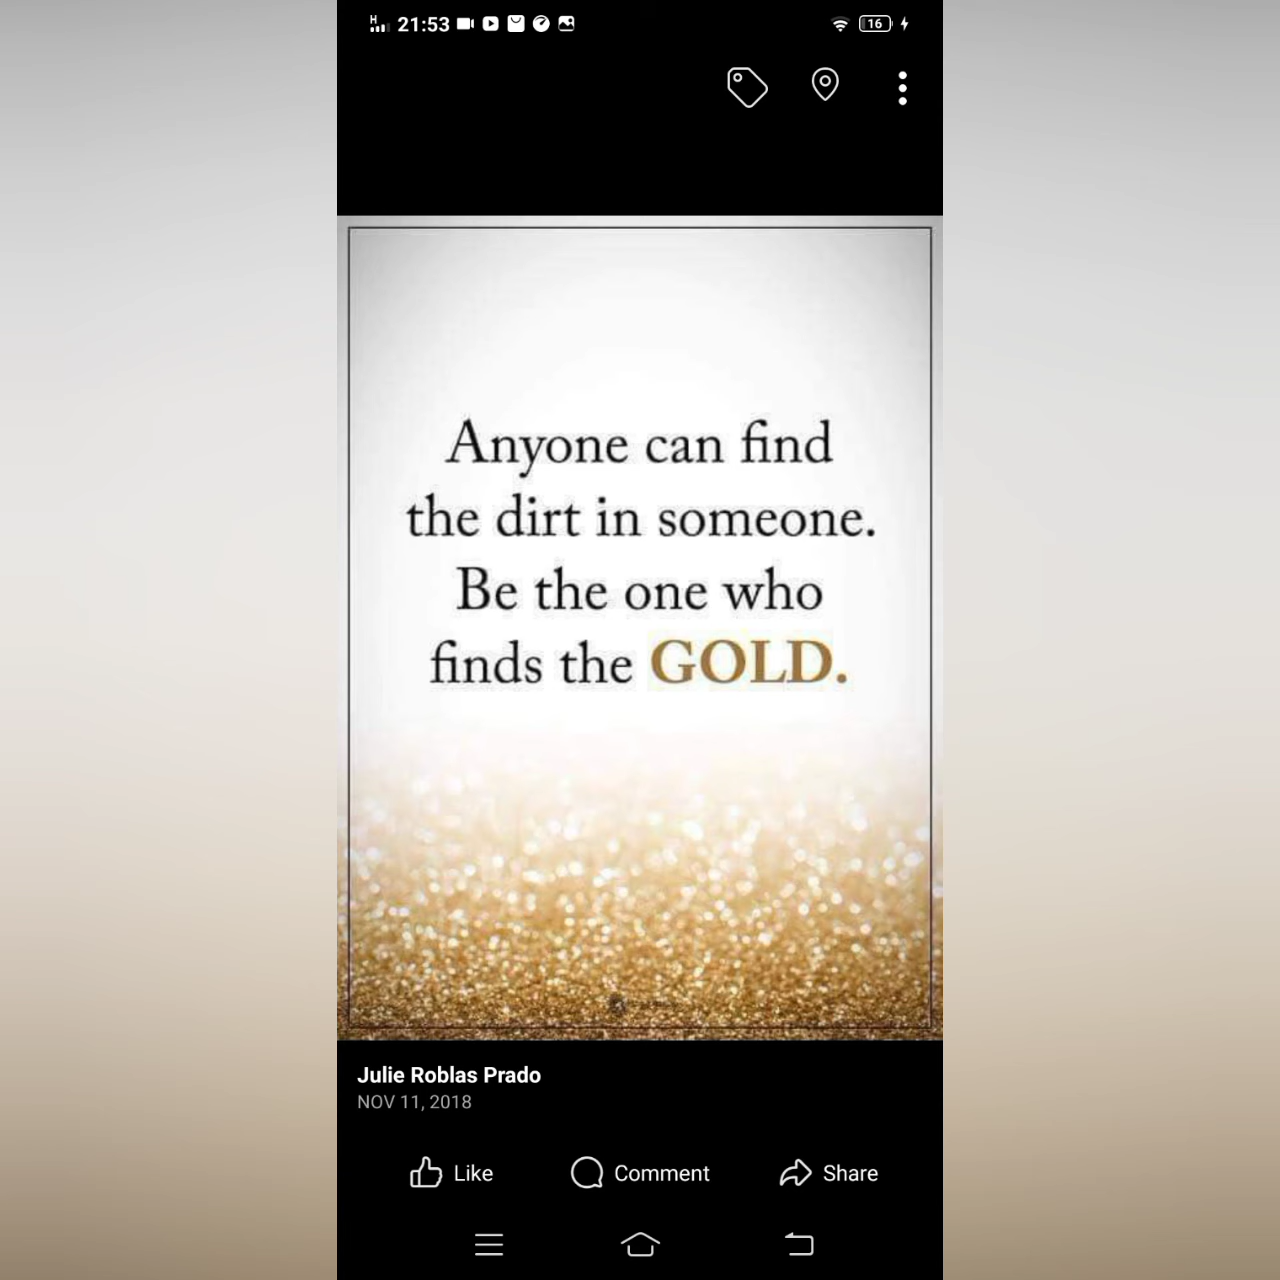 H
21:53
16
Anyone can find
the dirt in someone.
Be the one who
finds the GOLD.
Julie Roblas Prado
NOV 11, 2018
Like
Comment
Share